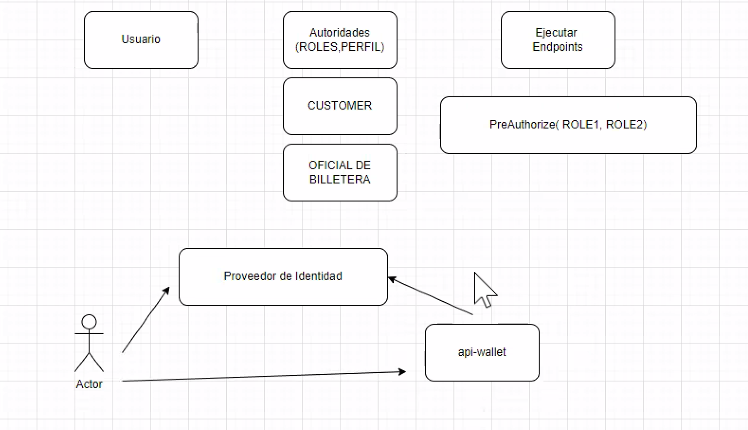 Usuario
Autoridades
(ROLES,PERFIL)
Ejecutar
Endpoints
CUSTOMER
PreAuthorize( ROLE1, ROLE2)
OFICIAL DE
BILLETERA
Proveedor de Identidad
api-wallet
Actor